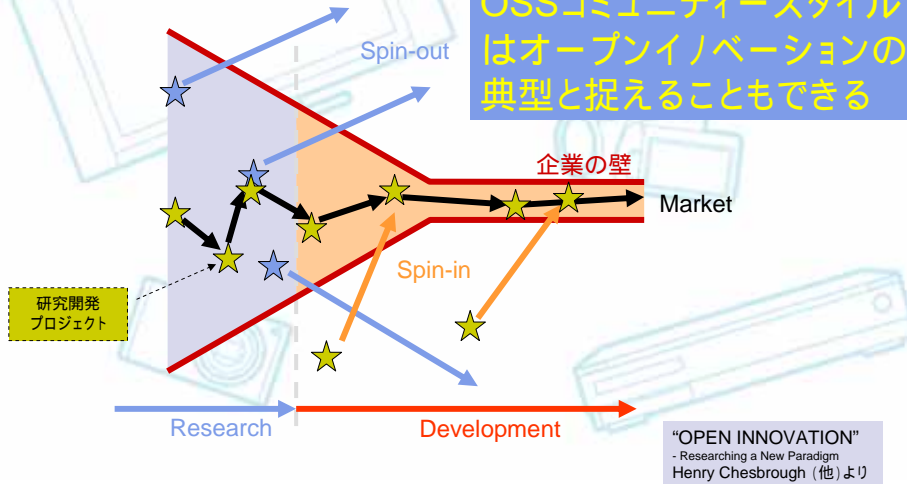 OSSコミュニティースタイル
はオープンイノベーションの
典型と捉えることもできる
Spin-out
企業の壁
Market
Spin-in
研究開発
プロジェクト
Research
Development
“OPEN INNOVATION”
- Researching a New Paradigm
Henry Chesbrough （他）より